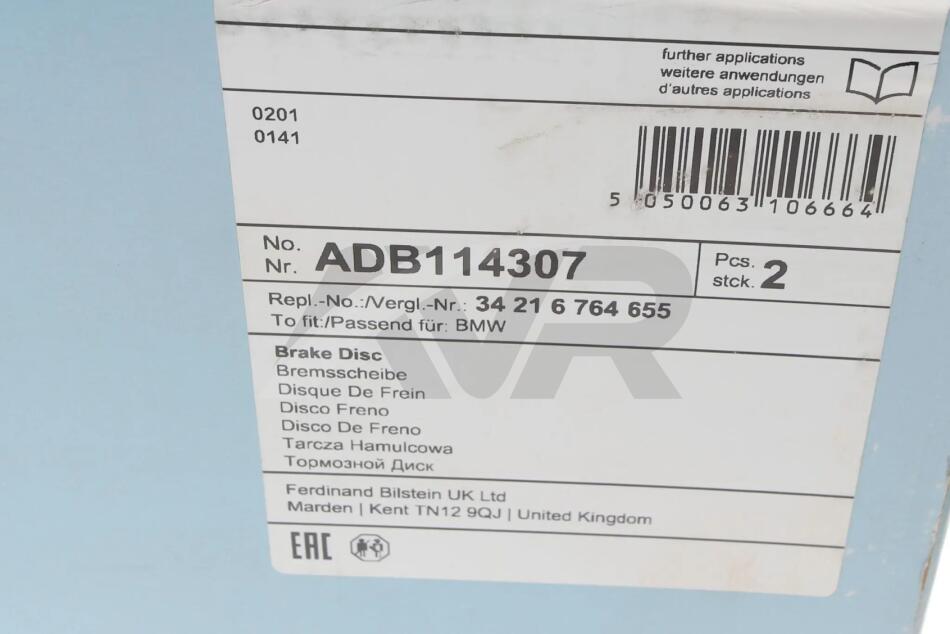 further applications
weitere anwendungen
d'autres applications
0201
0141
5 050063 106664
No.
Nr. ADB114307
Pcs.
stck. 2
Repl.-No.:/Vergl.-Nr.: 34 21 6 764 655
To fit:/Passend für: BMW
Brake Disc
Bremsscheibe
Disque De Frein
Disco Freno
Disco De Freno
Tarcza Hamulcowa
Тормозной Диск
Ferdinand Bilstein UK Ltd
Marden | Kent TN12 9QJ | United Kingdom
EAC